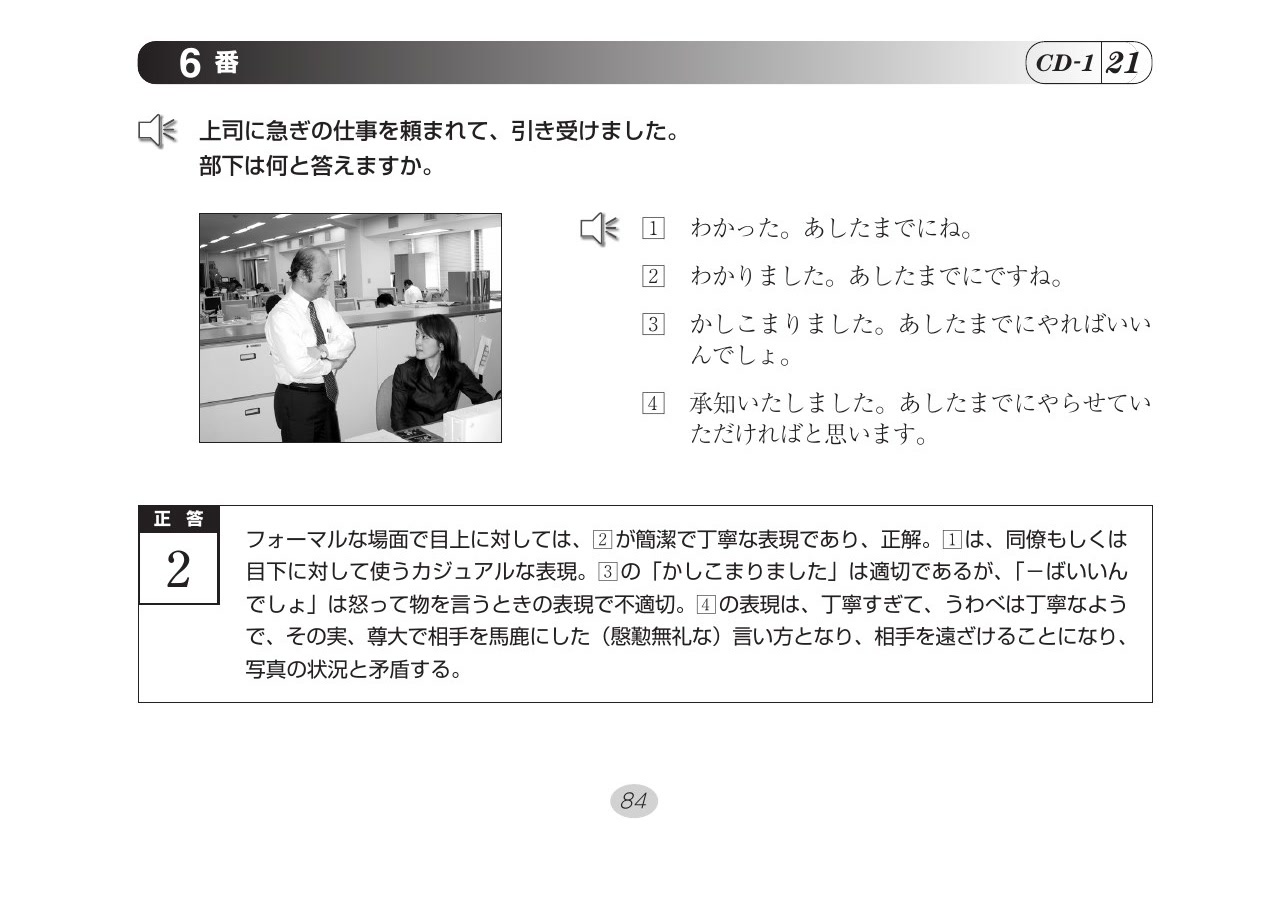 6 番
CD-1 21
上司に急ぎの仕事を頼まれて、引き受けました。
部下は何と答えますか。
1 わかった。あしたまでにね。
2 わかりました。あしたまでにですね。
3 かしこまりました。あしたまでにやればいい
んでしょ。
4 承知いたしました。あしたまでにやらせてい
ただければと思います。
正 答
2
フォーマルな場面で目上に対しては、2が簡潔で丁寧な表現であり、正解。1は、同僚もしくは
目下に対して使うカジュアルな表現。3の「かしこまりました」は適切であるが、「－ばいいん
でしょ」は怒って物を言うときの表現で不適切。4の表現は、丁寧すぎて、うわべは丁寧なよう
で、その実、尊大で相手を馬鹿にした（慇懃無礼な）言い方となり、相手を遠ざけることになり、
写真の状況と矛盾する。
84